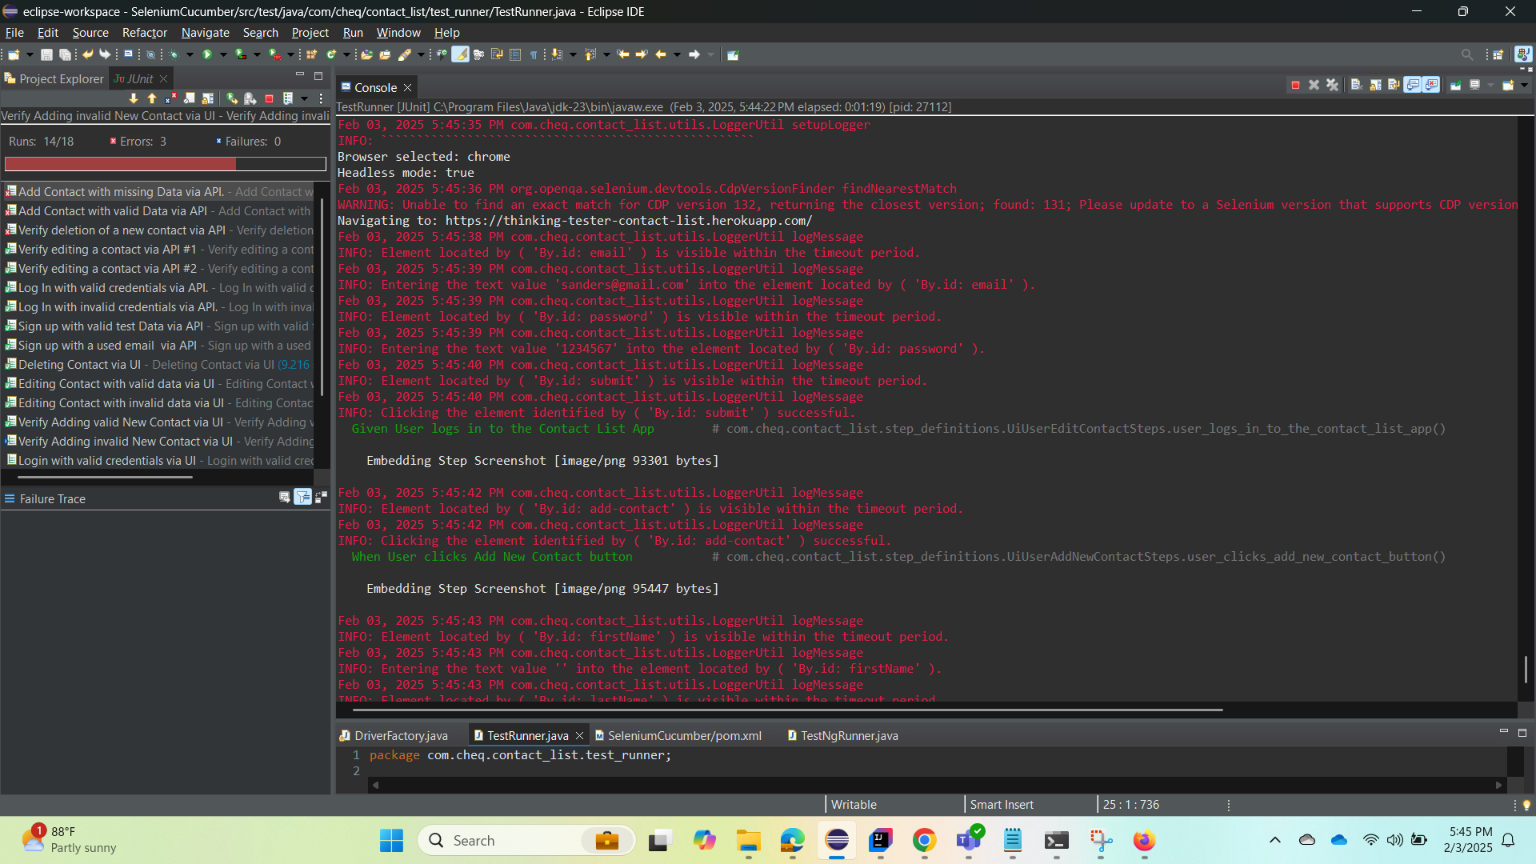 eclipse-workspace - SeleniumCucumber/src/test/java/com/cheq/contact_list/test_runner/TestRunner.java - Eclipse IDE
File Edit Source Refactor Navigate Search Project Run Window Help
Project Explorer JUnit
Verify Adding invalid New Contact via UI - Verify Adding invali
Runs: 14/18 Errors: 3 Failures: 0
Add Contact with missing Data via API. - Add Contact w
Add Contact with valid Data via API - Add Contact with
Verify deletion of a new contact via API - Verify deletion
Verify editing a contact via API #1 - Verify editing a cont
Verify editing a contact via API #2 - Verify editing a cont
Log In with valid credentials via API. - Log In with valid c
Log In with invalid credentials via API. - Log In with inva
Sign up with valid test Data via API - Sign up with valid
Sign up with a used email via API - Sign up with a used
Deleting Contact via UI - Deleting Contact via UI (9.216
Editing Contact with valid data via UI - Editing Contact
Editing Contact with invalid data via UI - Editing Contac
Verify Adding valid New Contact via UI - Verify Adding v
Verify Adding invalid New Contact via UI - Verify Adding
Login with valid credentials via UI - Login with valid cred
Failure Trace
Console
TestRunner [JUnit] C:\Program Files\Java\jdk-23\bin\javaw.exe (Feb 3, 2025, 5:44:22 PM elapsed: 0:01:19) [pid: 27112]
Feb 03, 2025 5:45:35 PM com.cheq.contact_list.utils.LoggerUtil setupLogger
INFO: ````````````````````````````````````````````````````
Browser selected: chrome
Headless mode: true
Feb 03, 2025 5:45:36 PM org.openqa.selenium.devtools.CdpVersionFinder findNearestMatch
WARNING: Unable to find an exact match for CDP version 132, returning the closest version; found: 131; Please update to a Selenium version that supports CDP version
Navigating to: https://thinking-tester-contact-list.herokuapp.com/
Feb 03, 2025 5:45:38 PM com.cheq.contact_list.utils.LoggerUtil logMessage
INFO: Element located by ( 'By.id: email' ) is visible within the timeout period.
Feb 03, 2025 5:45:39 PM com.cheq.contact_list.utils.LoggerUtil logMessage
INFO: Entering the text value 'sanders@gmail.com' into the element located by ( 'By.id: email' ).
Feb 03, 2025 5:45:39 PM com.cheq.contact_list.utils.LoggerUtil logMessage
INFO: Element located by ( 'By.id: password' ) is visible within the timeout period.
Feb 03, 2025 5:45:39 PM com.cheq.contact_list.utils.LoggerUtil logMessage
INFO: Entering the text value '1234567' into the element located by ( 'By.id: password' ).
Feb 03, 2025 5:45:40 PM com.cheq.contact_list.utils.LoggerUtil logMessage
INFO: Element located by ( 'By.id: submit' ) is visible within the timeout period.
Feb 03, 2025 5:45:40 PM com.cheq.contact_list.utils.LoggerUtil logMessage
INFO: Clicking the element identified by ( 'By.id: submit' ) successful.
Given User logs in to the Contact List App # com.cheq.contact_list.step_definitions.UiUserEditContactSteps.user_logs_in_to_the_contact_list_app()
Embedding Step Screenshot [image/png 93301 bytes]
Feb 03, 2025 5:45:42 PM com.cheq.contact_list.utils.LoggerUtil logMessage
INFO: Element located by ( 'By.id: add-contact' ) is visible within the timeout period.
Feb 03, 2025 5:45:42 PM com.cheq.contact_list.utils.LoggerUtil logMessage
INFO: Clicking the element identified by ( 'By.id: add-contact' ) successful.
When User clicks Add New Contact button # com.cheq.contact_list.step_definitions.UiUserAddNewContactSteps.user_clicks_add_new_contact_button()
Embedding Step Screenshot [image/png 95447 bytes]
Feb 03, 2025 5:45:43 PM com.cheq.contact_list.utils.LoggerUtil logMessage
INFO: Element located by ( 'By.id: firstName' ) is visible within the timeout period.
Feb 03, 2025 5:45:43 PM com.cheq.contact_list.utils.LoggerUtil logMessage
INFO: Entering the text value '' into the element located by ( 'By.id: firstName' ).
Feb 03, 2025 5:45:43 PM com.cheq.contact_list.utils.LoggerUtil logMessage
INFO: Element located by ( 'By.id: lastName' ) is visible within the timeout period.
DriverFactory.java TestRunner.java SeleniumCucumber/pom.xml TestNgRunner.java
1 package com.cheq.contact_list.test_runner;
2
Writable Smart Insert 25 : 1 : 736
1 88°F
Partly sunny
Search
5:45 PM
2/3/2025